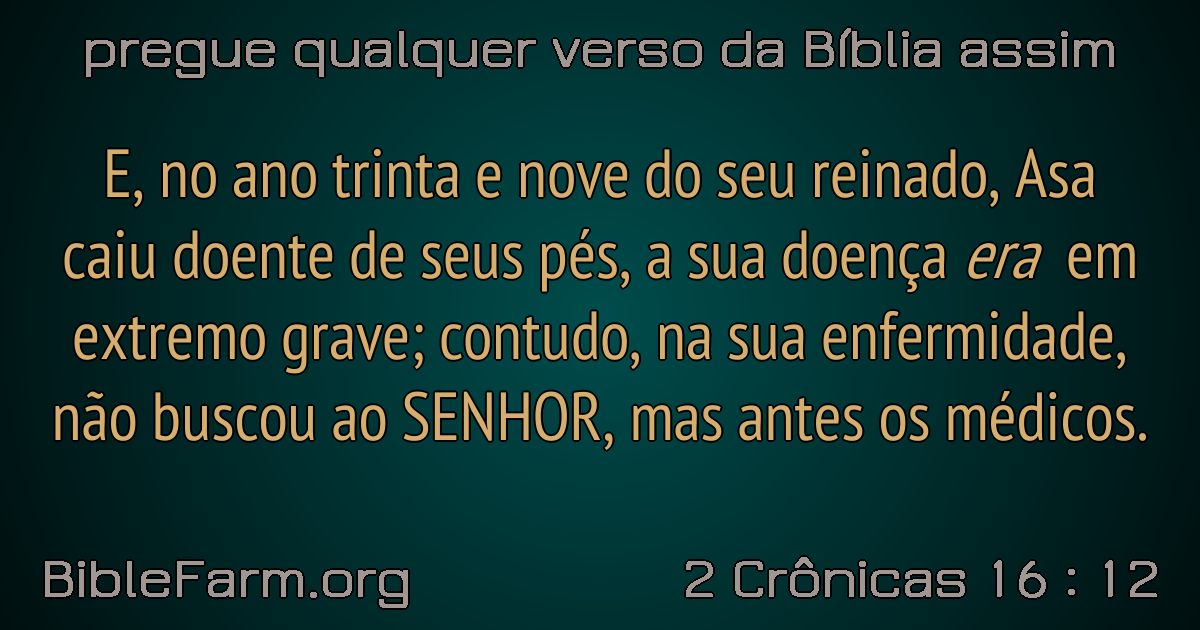 pregue qualquer verso da Bíblia assim
E, no ano trinta e nove do seu reinado, Asa
caiu doente de seus pés, a sua doença era em
extremo grave; contudo, na sua enfermidade,
não buscou ao SENHOR, mas antes os médicos.
BibleFarm.org
2 Crônicas 16 : 12